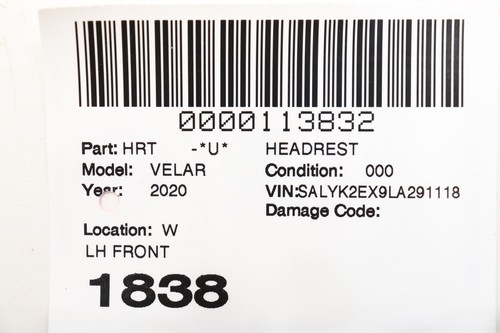 0000113832
Part: HRT -*U* HEADREST
Model: VELAR Condition: 000
Year: 2020 VIN:SALYK2EX9LA291118
Damage Code:
Location: W
LH FRONT
1838